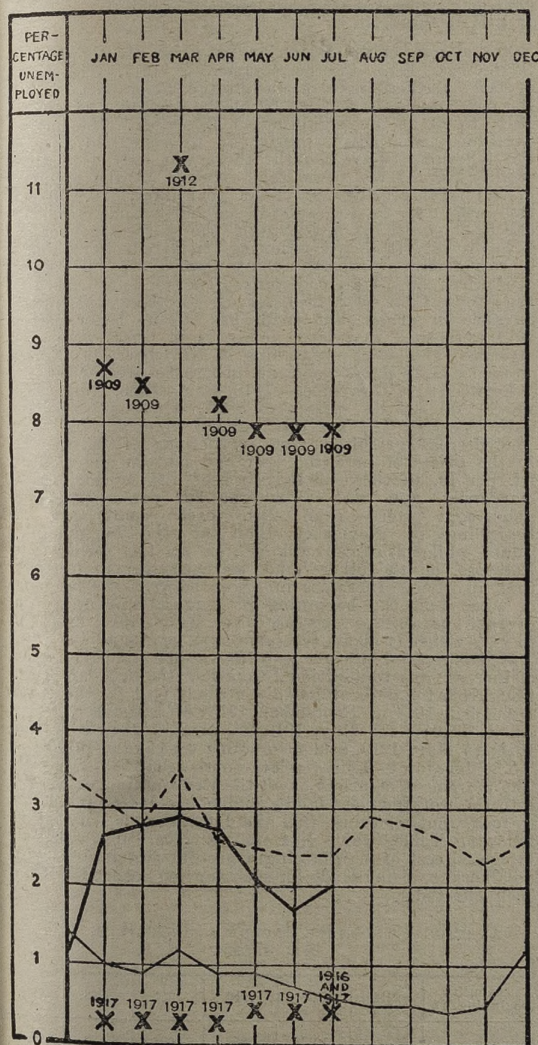 PER-
CENTAGE
UNEM-
PLOYED
JAN FEB MAR APR MAY JUN JUL AUG SEP OCT NOV DEC
X
1912
11
10
9
X
1909
X
1909
X
1909
8
X
1909
X
1909
X
1909
7
6
5
4
3
2
1
1917
X
1917
X
1917
X
1917
X
1917
X
1917
X
1916
AND
1917
X
0